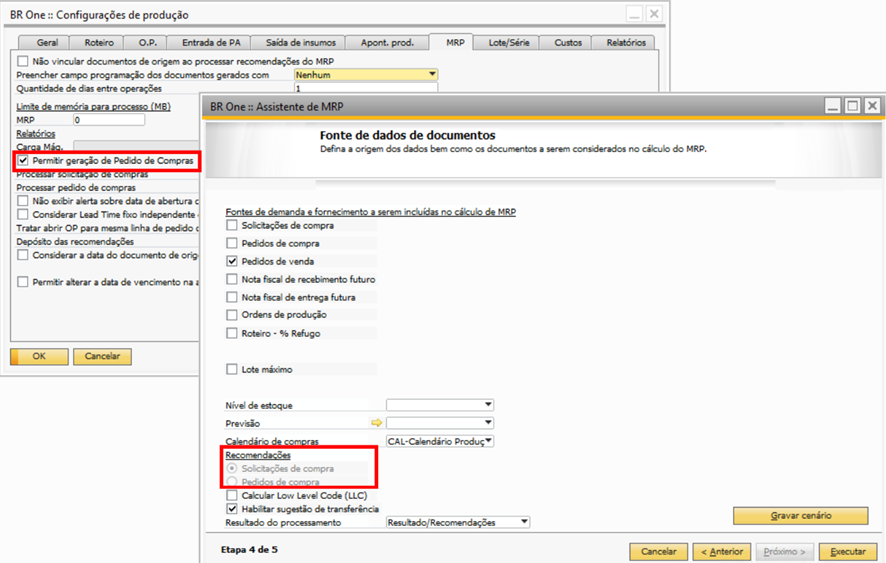 BR One :: Configurações de produção
Geral
Roteiro
O.P.
Entrada de PA
Saída de insumos
Apont. prod.
MRP
Lote/Série
Custos
Relatórios
Não vincular documentos de origem ao processar recomendações do MRP
Preencher campo programação dos documentos gerados com
Nenhum
Quantidade de dias entre operações
1
Limite de memória para processo (MB)
MRP
0
Relatórios
Carga Máq.
Permitir geração de Pedido de Compras
Processar solicitação de compras
Processar pedido de compras
Não exibir alerta sobre data de abertura
Considerar Lead Time fixo independente
Tratar abrir OP para mesma linha de pedido
Depósito das recomendações
Considerar a data do documento de
Permitir alterar a data de vencimento na
OK
Cancelar
BR One :: Assistente de MRP
Fonte de dados de documentos
Defina a origem dos dados bem como os documentos a serem considerados no cálculo do MRP.
Fontes de demanda e fornecimento a serem incluídas no cálculo de MRP
Solicitações de compra
Pedidos de compra
Pedidos de venda
Nota fiscal de recebimento futuro
Nota fiscal de entrega futura
Ordens de produção
Roteiro - % Refugo
Lote máximo
Nível de estoque
Previsão
Calendário de compras
CAL-Calendário Produç
Recomendações
Solicitações de compra
Pedidos de compra
Calcular Low Level Code (LLC)
Habilitar sugestão de transferência
Resultado do processamento
Resultado/Recomendações
Gravar cenário
Etapa 4 de 5
Cancelar
< Anterior
Próximo >
Executar